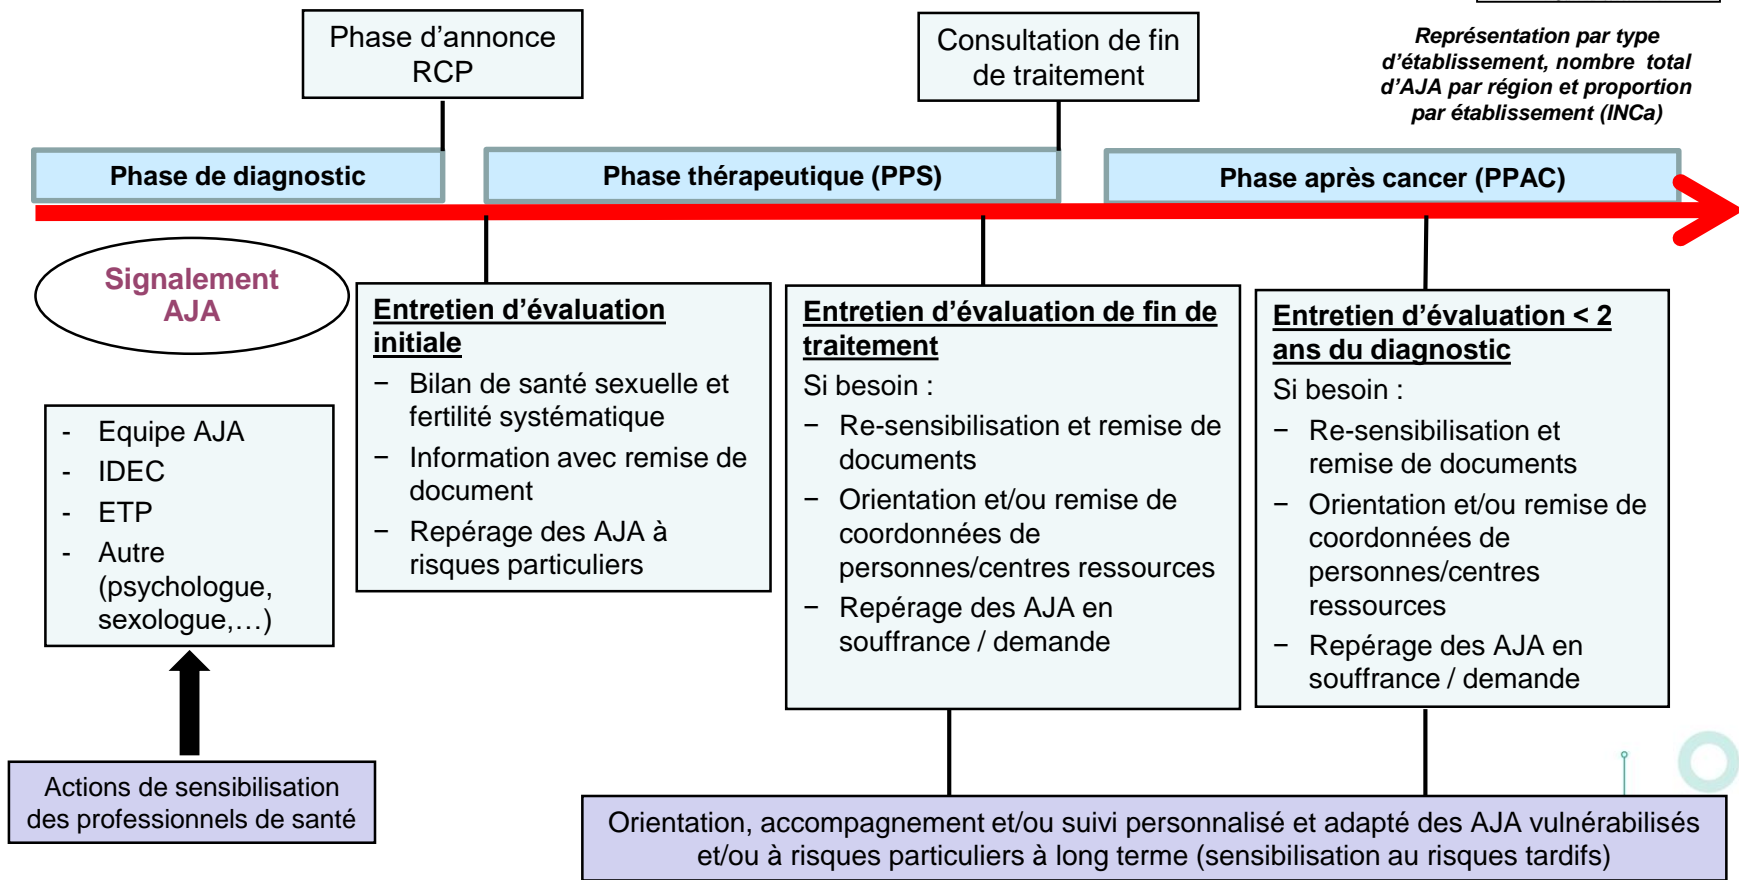 Phase d’annonce
RCP
Consultation de fin
de traitement
Représentation par type
d’établissement, nombre total
d’AJA par région et proportion
par établissement (INCa)
Phase de diagnostic
Phase thérapeutique (PPS)
Phase après cancer (PPAC)
Signalement
AJA
- Equipe AJA
- IDEC
- ETP
- Autre
(psychologue,
sexologue,…)
Actions de sensibilisation
des professionnels de santé
Entretien d’évaluation
initiale
− Bilan de santé sexuelle et
fertilité systématique
− Information avec remise de
document
− Repérage des AJA à
risques particuliers
Entretien d’évaluation de fin de
traitement
Si besoin :
− Re-sensibilisation et remise de
documents
− Orientation et/ou remise de
coordonnées de
personnes/centres ressources
− Repérage des AJA en
souffrance / demande
Entretien d’évaluation < 2
ans du diagnostic
Si besoin :
− Re-sensibilisation et
remise de documents
− Orientation et/ou remise de
coordonnées de
personnes/centres
ressources
− Repérage des AJA en
souffrance / demande
Orientation, accompagnement et/ou suivi personnalisé et adapté des AJA vulnérabilisés
et/ou à risques particuliers à long terme (sensibilisation au risques tardifs)